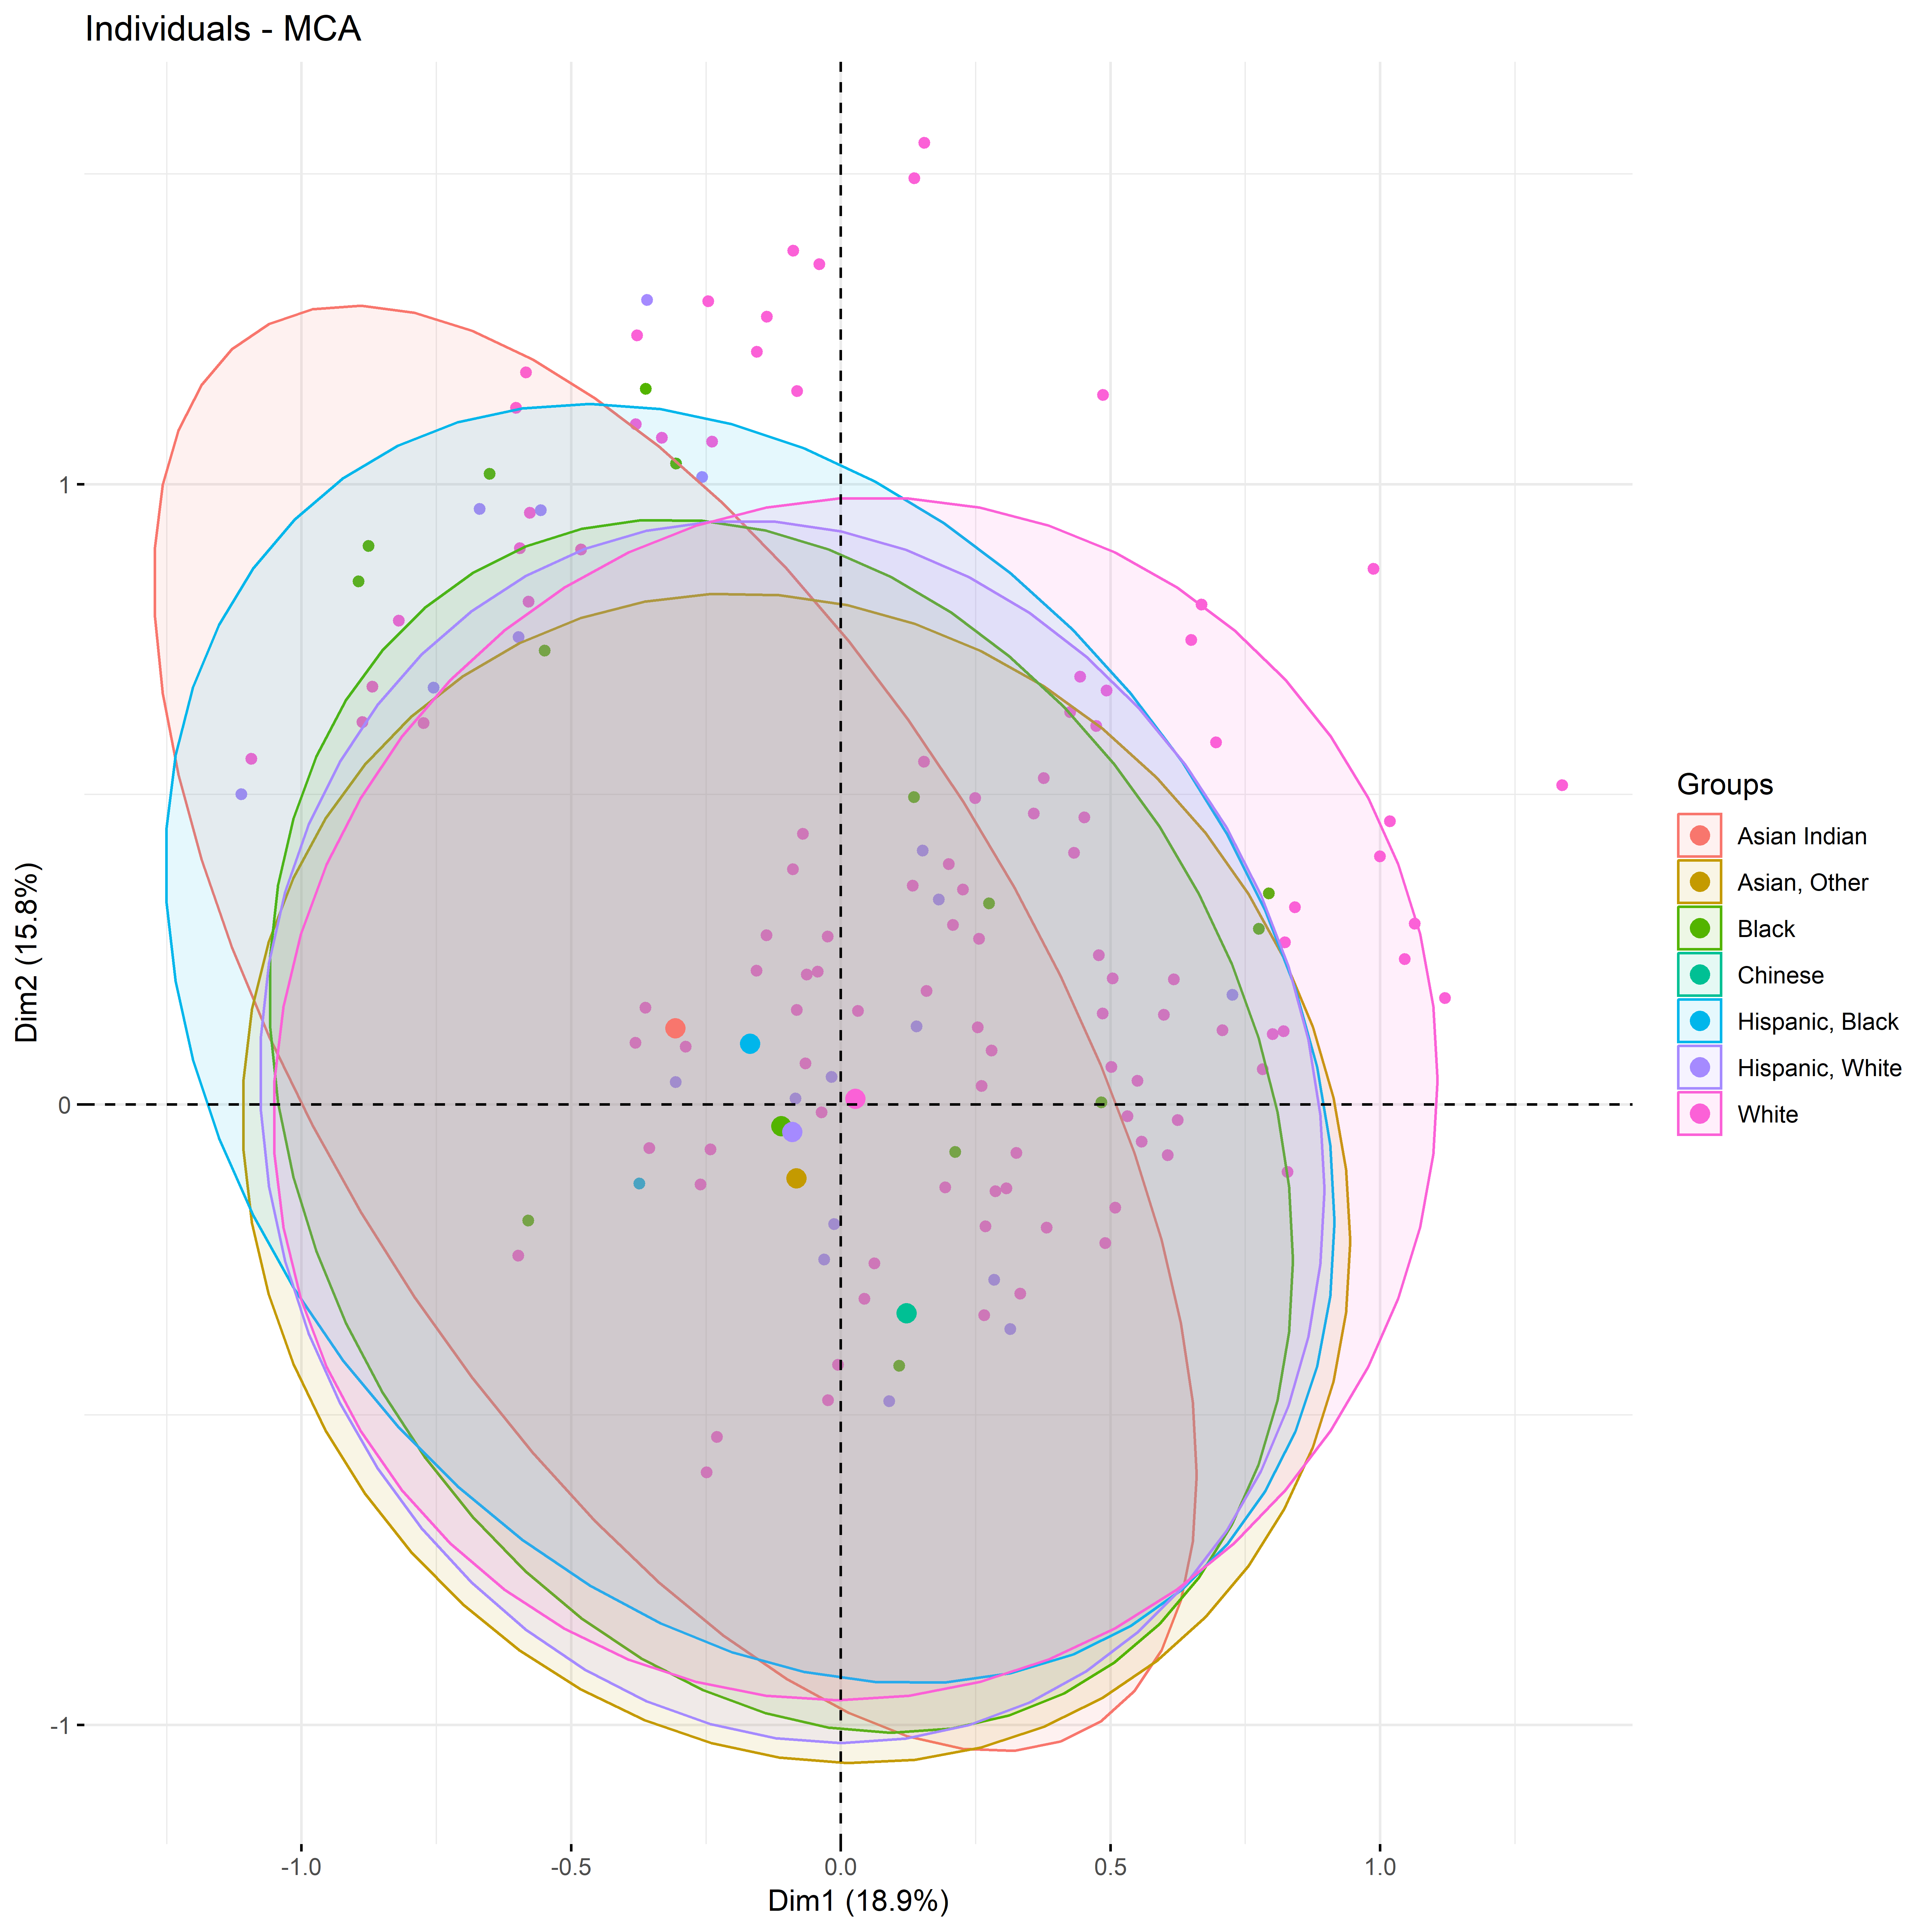 Individuals - MCA
1
0
-1
Dim2 (15.8%)
-1.0 -0.5 0.0 0.5 1.0
Dim1 (18.9%)
Groups
Asian Indian
Asian, Other
Black
Chinese
Hispanic, Black
Hispanic, White
White